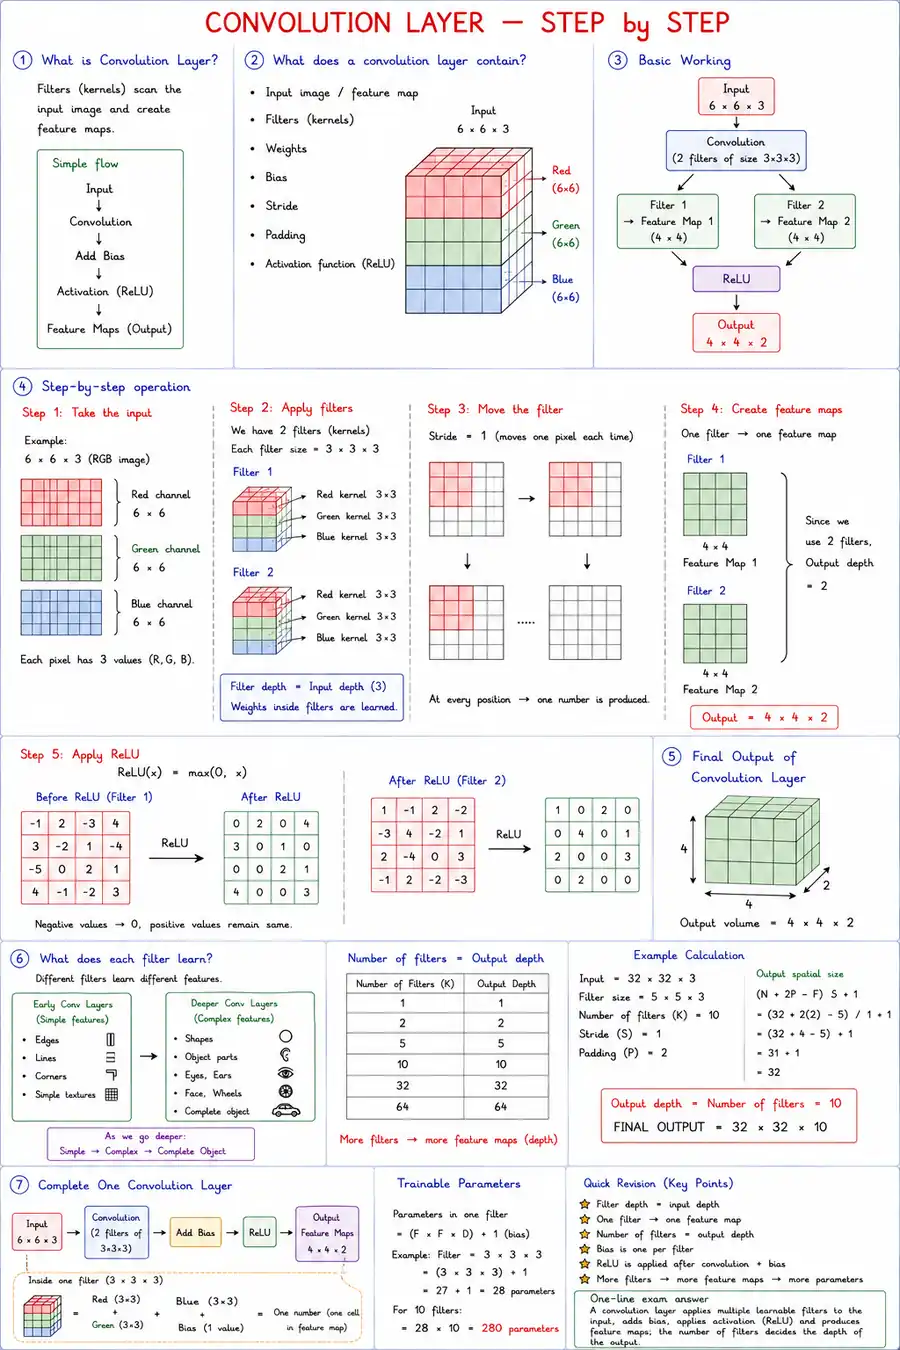 CONVOLUTION LAYER – STEP by STEP
1 What is Convolution Layer?
Filters (kernels) scan the
input image and create
feature maps.
Simple flow
Input
↓
Convolution
↓
Add Bias
↓
Activation (ReLU)
↓
Feature Maps (Output)
2 What does a convolution layer contain?
• Input image / feature map
• Filters (kernels)
• Weights
• Bias
• Stride
• Padding
• Activation function (ReLU)
Input
6 × 6 × 3
Red
(6×6)
Green
(6×6)
Blue
(6×6)
3 Basic Working
Input
6 × 6 × 3
Convolution
(2 filters of size 3×3×3)
Filter 1
→ Feature Map 1
(4 × 4)
Filter 2
→ Feature Map 2
(4 × 4)
ReLU
Output
4 × 4 × 2
4 Step-by-step operation
Step 1: Take the input
Example:
6 × 6 × 3 (RGB image)
Red channel
6 × 6
Green channel
6 × 6
Blue channel
6 × 6
Each pixel has 3 values (R, G, B).
Step 2: Apply filters
We have 2 filters (kernels)
Each filter size = 3 × 3 × 3
Filter 1
Red kernel 3×3
Green kernel 3×3
Blue kernel 3×3
Filter 2
Red kernel 3×3
Green kernel 3×3
Blue kernel 3×3
Filter depth = Input depth (3)
Weights inside filters are learned.
Step 3: Move the filter
Stride = 1 (moves one pixel each time)
.....
At every position → one number is produced.
Step 4: Create feature maps
One filter → one feature map
Filter 1
4 × 4
Feature Map 1
Filter 2
4 × 4
Feature Map 2
Since we
use 2 filters,
Output depth
= 2
Output = 4 × 4 × 2
Step 5: Apply ReLU
ReLU(x) = max(0, x)
Before ReLU (Filter 1)
-1 2 -3 4
3 -2 1 -4
-5 0 2 1
4 -1 -2 3
ReLU
After ReLU
0 2 0 4
3 0 1 0
0 0 2 1
4 0 0 3
Negative values → 0, positive values remain same.
After ReLU (Filter 2)
1 -1 2 -2
-3 4 -2 1
2 -4 0 3
-1 2 -2 -3
ReLU
1 0 2 0
0 4 0 1
2 0 0 3
0 2 0 0
5 Final Output of
Convolution Layer
4
4
2
Output volume = 4 × 4 × 2
6 What does each filter learn?
Different filters learn different features.
Early Conv Layers
(Simple features)
• Edges
• Lines
• Corners
• Simple textures
Deeper Conv Layers
(Complex features)
• Shapes
• Object parts
• Eyes, Ears
• Face, Wheels
• Complete object
As we go deeper:
Simple → Complex → Complete Object
Number of filters = Output depth
Number of Filters (K) Output Depth
1 1
2 2
5 5
10 10
32 32
64 64
More filters → more feature maps (depth)
Example Calculation
Input = 32 × 32 × 3
Filter size = 5 × 5 × 3
Number of filters (K) = 10
Stride (S) = 1
Padding (P) = 2
Output spatial size
(N + 2P – F) S + 1
= (32 + 2(2) – 5) / 1 + 1
= (32 + 4 – 5) + 1
= 31 + 1
= 32
Output depth = Number of filters = 10
FINAL OUTPUT = 32 × 32 × 10
7 Complete One Convolution Layer
Input
6 × 6 × 3
Convolution
(2 filters of
3×3×3)
Add Bias
ReLU
Output
Feature Maps
4 × 4 × 2
Inside one filter (3 × 3 × 3)
=
Red (3×3)
+
Green (3×3)
+
Blue (3×3)
+
Bias (1 value)
=
One number (one cell
in feature map)
Trainable Parameters
Parameters in one filter
= (F × F × D) + 1 (bias)
Example: Filter = 3 × 3 × 3
= (3 × 3 × 3) + 1
= 27 + 1 = 28 parameters
For 10 filters:
= 28 × 10 = 280 parameters
Quick Revision (Key Points)
Filter depth = input depth
One filter → one feature map
Number of filters = output depth
Bias is one per filter
ReLU is applied after convolution + bias
More filters → more feature maps → more parameters
One-line exam answer
A convolution layer applies multiple learnable filters to the
input, adds bias, applies activation (ReLU) and produces
feature maps; the number of filters decides the depth of
the output.